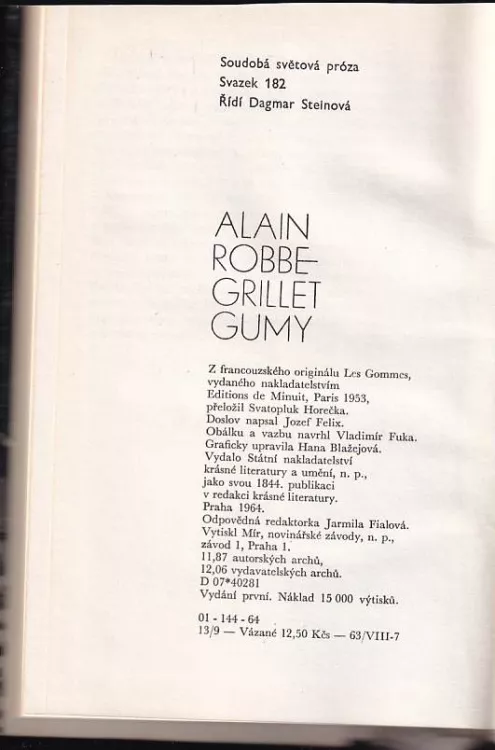 Soudobá světová próza
Svazek 182
Řídí Dagmar Steinová
ALAIN
ROBBE-
GRILLET
GUMY
Z francouzského originálu Les Gommes,
vydaného nakladatelstvím
Editions de Minuit, Paris 1953,
přeložil Svatopluk Horečka.
Doslov napsal Jozef Felix.
Obálku a vazbu navrhl Vladimír Fuka.
Graficky upravila Hana Blažejová.
Vydalo Státní nakladatelství
krásné literatury a umění, n. p.,
jako svou 1844. publikaci
v redakci krásné literatury.
Praha 1964.
Odpovědná redaktorka Jarmila Fialová.
Vytiskl Mír, novinářské závody, n. p.,
závod 1, Praha 1.
11,87 autorských archů,
12,06 vydavatelských archů.
D 07*40281
Vydání první. Náklad 15 000 výtisků.
01 - 144 - 64
13/9 — Vázané 12,50 Kčs — 63/VIII-7